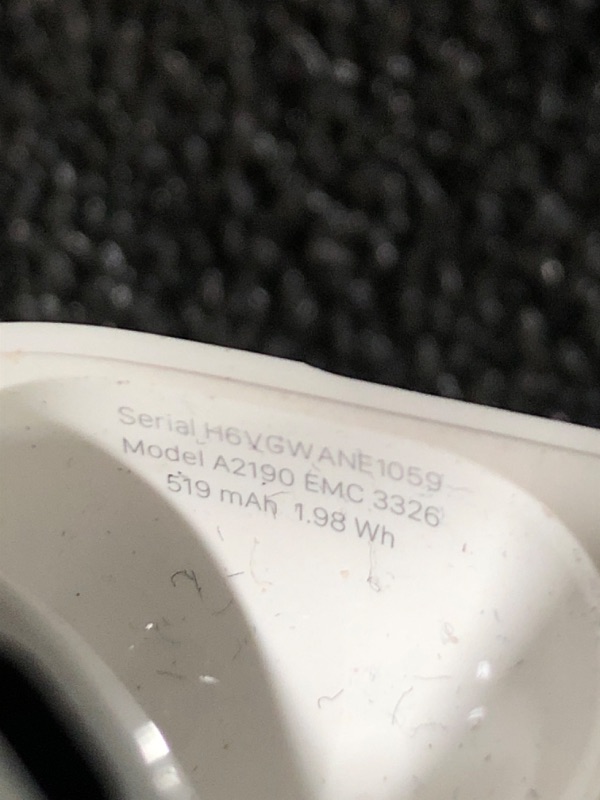 Serial H6VGWANE1059
Model A2190 EMC 3326
519 mAh 1.98 Wh